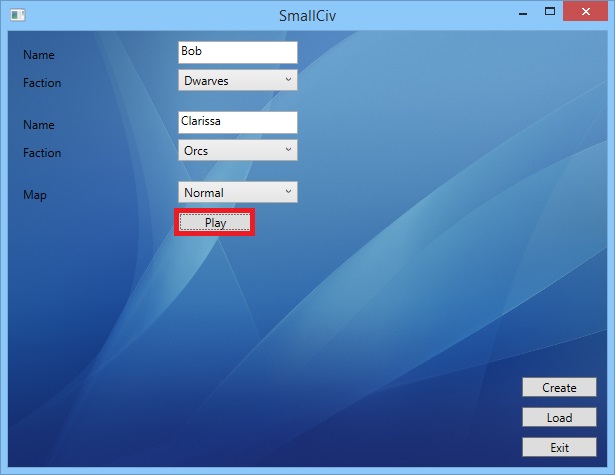 SmallCiv
Name Bob
Faction Dwarves
Name Clarissa
Faction Orcs
Map Normal
Play
Create
Load
Exit